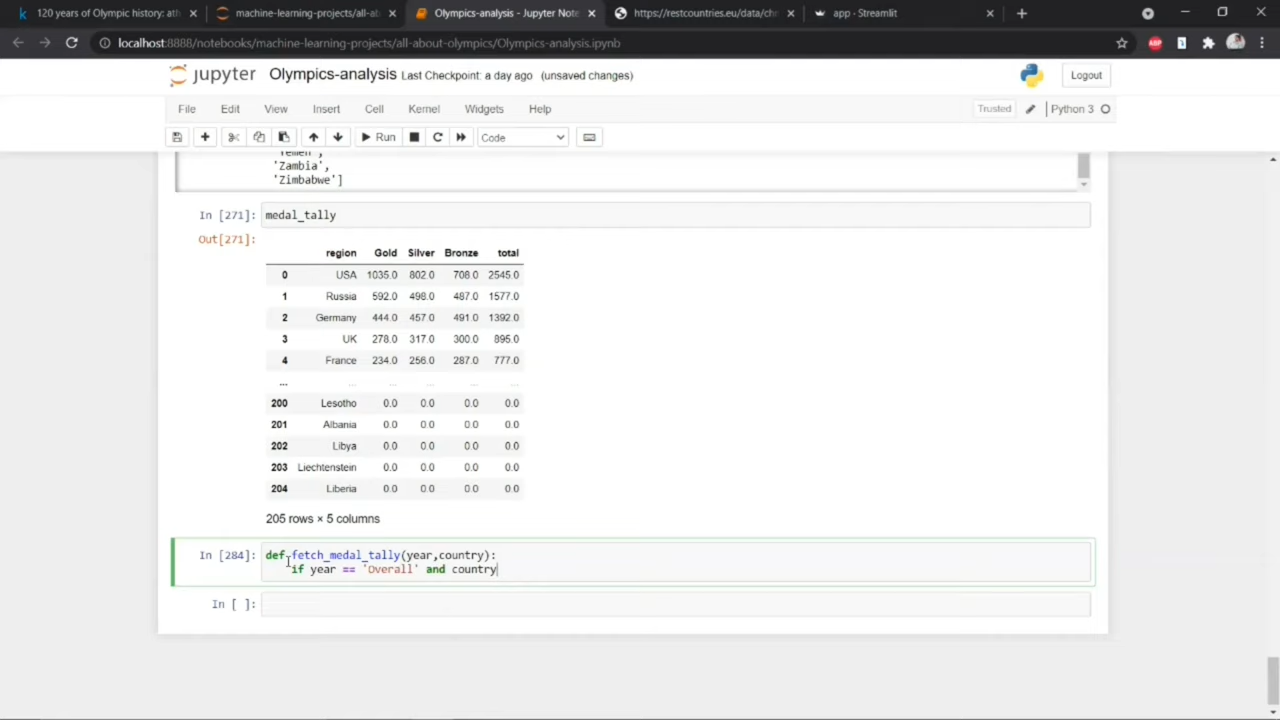 120 years of Olympic history: ath
machine-learning-projects/all-ab
Olympics-analysis - Jupyter Note
https://restcountries.eu/data/chr
app · Streamlit
localhost:8888/notebooks/machine-learning-projects/all-about-olympics/Olympics-analysis.ipynb
ABP
jupyter Olympics-analysis Last Checkpoint: a day ago (unsaved changes)
Logout
File Edit View Insert Cell Kernel Widgets Help
Trusted Python 3
Run Code
'Yemen',
'Zambia',
'Zimbabwe']
In [271]: medal_tally
Out[271]:
region Gold Silver Bronze total
0 USA 1035.0 802.0 708.0 2545.0
1 Russia 592.0 498.0 487.0 1577.0
2 Germany 444.0 457.0 491.0 1392.0
3 UK 278.0 317.0 300.0 895.0
4 France 234.0 256.0 287.0 777.0
... ... ... ... ... ...
200 Lesotho 0.0 0.0 0.0 0.0
201 Albania 0.0 0.0 0.0 0.0
202 Libya 0.0 0.0 0.0 0.0
203 Liechtenstein 0.0 0.0 0.0 0.0
204 Liberia 0.0 0.0 0.0 0.0
205 rows × 5 columns
In [284]: def fetch_medal_tally(year,country):
if year == 'Overall' and country
In [ ]: